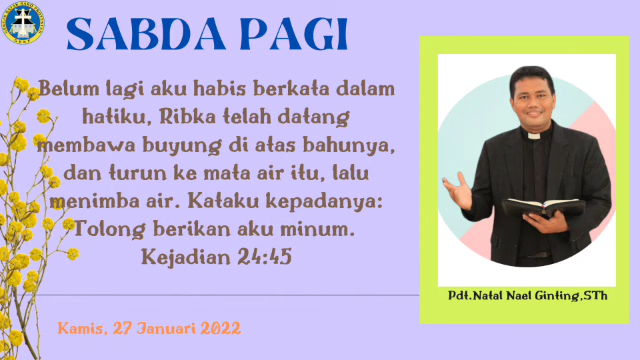 SABDA PAGI
Belum lagi aku habis berkata dalam
hatiku, Ribka telah datang
membawa buyung di atas bahunya,
dan turun ke mata air itu, lalu
menimba air. Kataku kepadanya:
Tolong berikan aku minum.
Kejadian 24:45
Pdt.Natal Nael Ginting,STh
Kamis, 27 Januari 2022